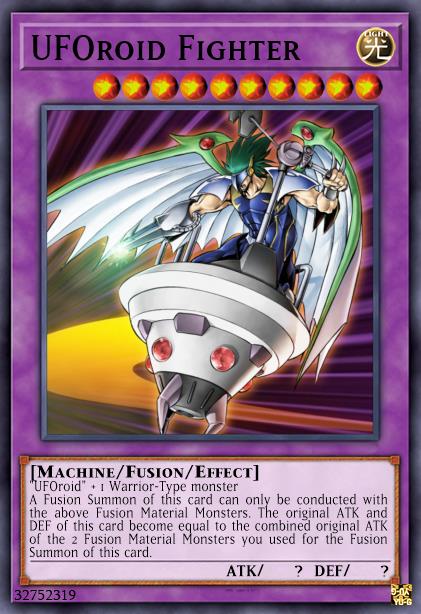 UFOroid Fighter
LIGHT
光
[Machine/Fusion/Effect]
"UFOroid" + 1 Warrior-Type monster
A Fusion Summon of this card can only be conducted with
the above Fusion Material Monsters. The original ATK and
DEF of this card become equal to the combined original ATK
of the 2 Fusion Material Monsters you used for the Fusion
Summon of this card.
ATK/ ? DEF/ ?
32752319